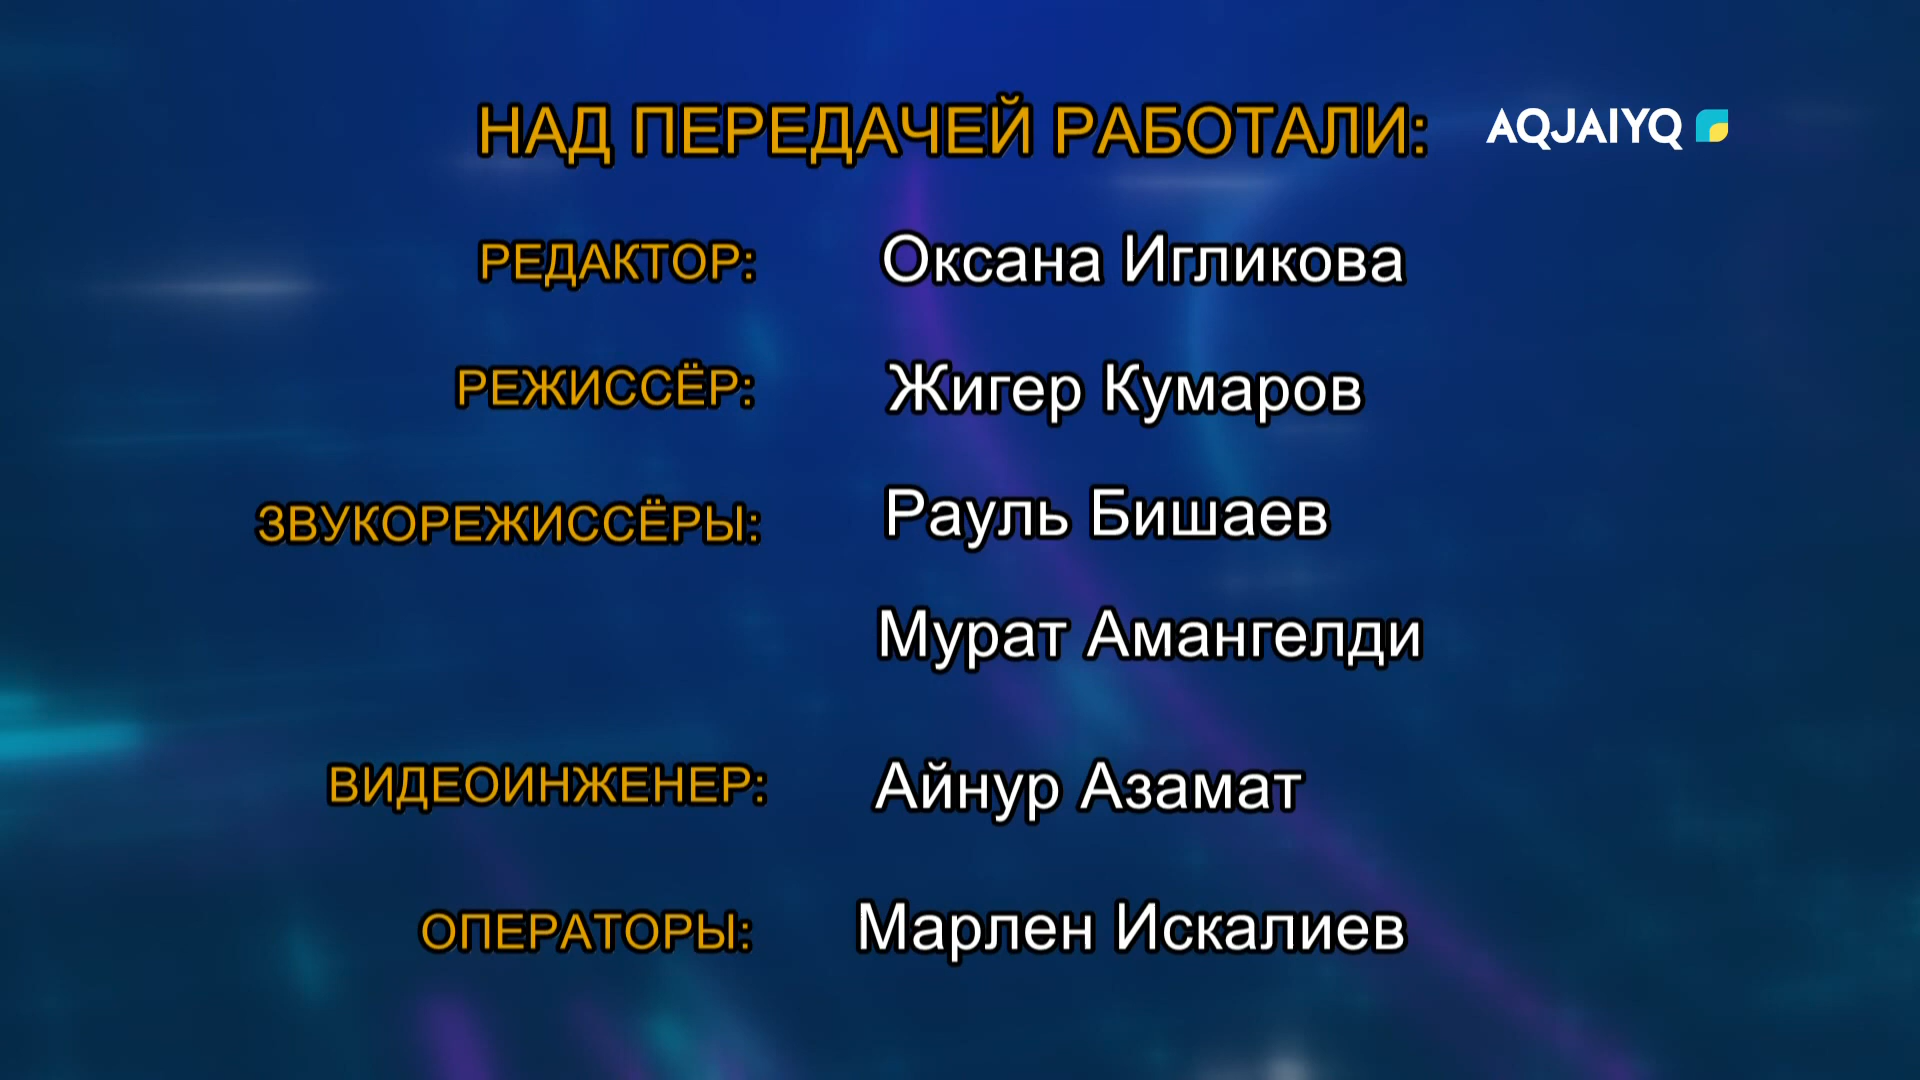 НАД ПЕРЕДАЧЕЙ РАБОТАЛИ:
AQJAIYQ
РЕДАКТОР: Оксана Игликова
РЕЖИССЁР: Жигер Кумаров
ЗВУКОРЕЖИССЁРЫ: Рауль Бишаев
Мурат Амангелди
ВИДЕОИНЖЕНЕР: Айнур Азамат
ОПЕРАТОРЫ: Марлен Искалиев